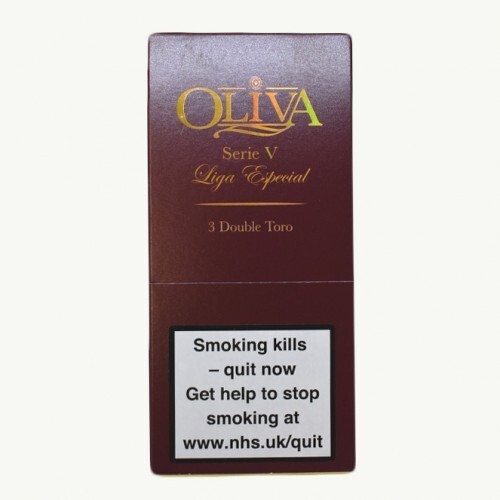 OLIVA
Serie V
Liga Especial
3 Double Toro
Smoking kills
– quit now
Get help to stop
smoking at
www.nhs.uk/quit